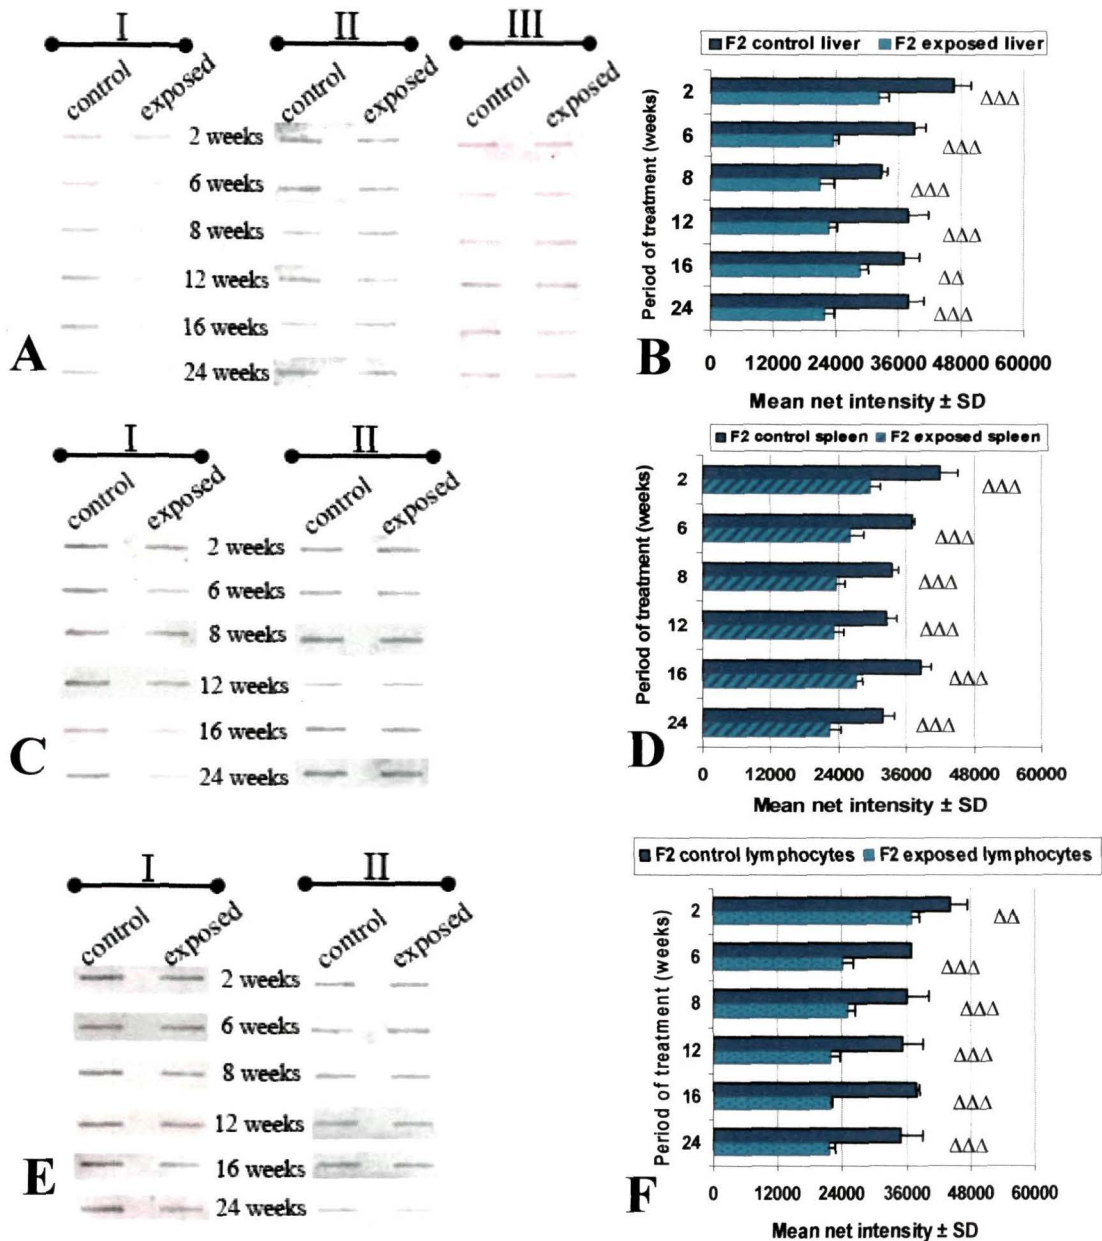 I II III
control exposed control exposed control exposed
2 weeks
6 weeks
8 weeks
12 weeks
16 weeks
24 weeks
A
F2 control liver F2 exposed liver
Period of treatment (weeks)
2 ΔΔΔ
6 ΔΔΔ
8 ΔΔΔ
12 ΔΔΔ
16 ΔΔ
24 ΔΔΔ
0 12000 24000 36000 48000 60000
Mean net intensity ± SD
B
I II
control exposed control exposed
2 weeks
6 weeks
8 weeks
12 weeks
16 weeks
24 weeks
C
F2 control spleen F2 exposed spleen
Period of treatment (weeks)
2 ΔΔΔ
6 ΔΔΔ
8 ΔΔΔ
12 ΔΔΔ
16 ΔΔΔ
24 ΔΔΔ
0 12000 24000 36000 48000 60000
Mean net intensity ± SD
D
I II
control exposed control exposed
2 weeks
6 weeks
8 weeks
12 weeks
16 weeks
24 weeks
E
F2 control lymphocytes F2 exposed lymphocytes
Period of treatment (weeks)
2 ΔΔ
6 ΔΔΔ
8 ΔΔΔ
12 ΔΔΔ
16 ΔΔΔ
24 ΔΔΔ
0 12000 24000 36000 48000 60000
Mean net intensity ± SD
F